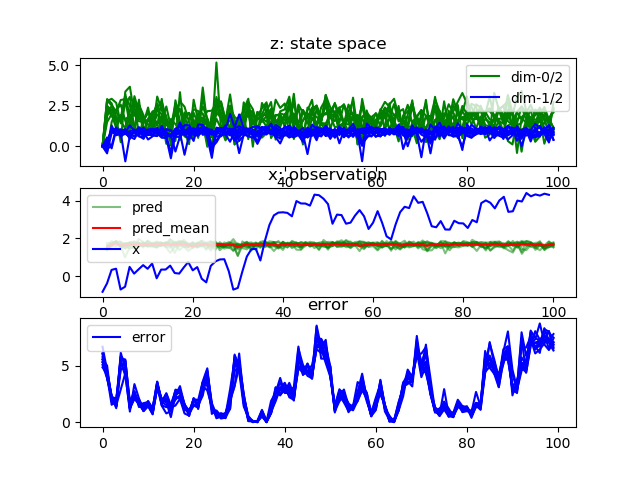 z: state space
5.0
2.5
0.0
dim-0/2
dim-1/2
0 20 40 60 80 100
x: observation
4
2
0
pred
pred_mean
x
0 20 40 60 80 100
error
5
0
error
0 20 40 60 80 100